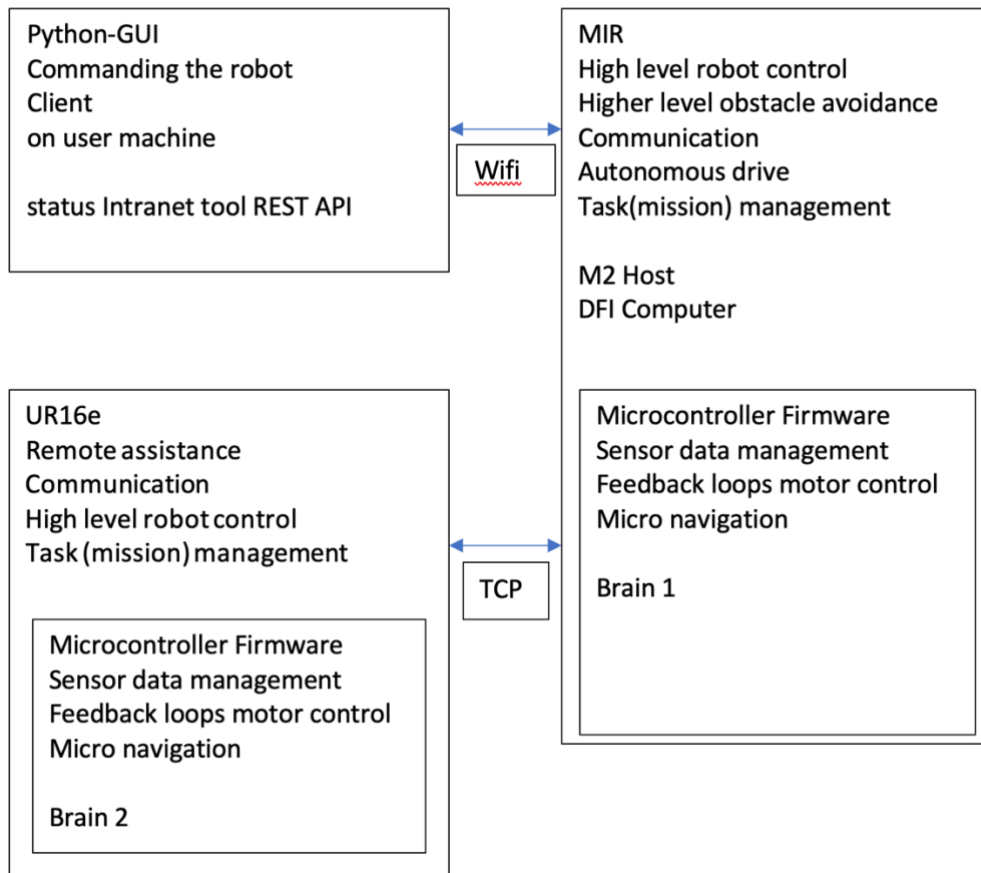 Python-GUI
Commanding the robot
Client
on user machine
status Intranet tool REST API
Wifi
MIR
High level robot control
Higher level obstacle avoidance
Communication
Autonomous drive
Task(mission) management
M2 Host
DFI Computer
Microcontroller Firmware
Sensor data management
Feedback loops motor control
Micro navigation
Brain 1
UR16e
Remote assistance
Communication
High level robot control
Task (mission) management
TCP
Microcontroller Firmware
Sensor data management
Feedback loops motor control
Micro navigation
Brain 2